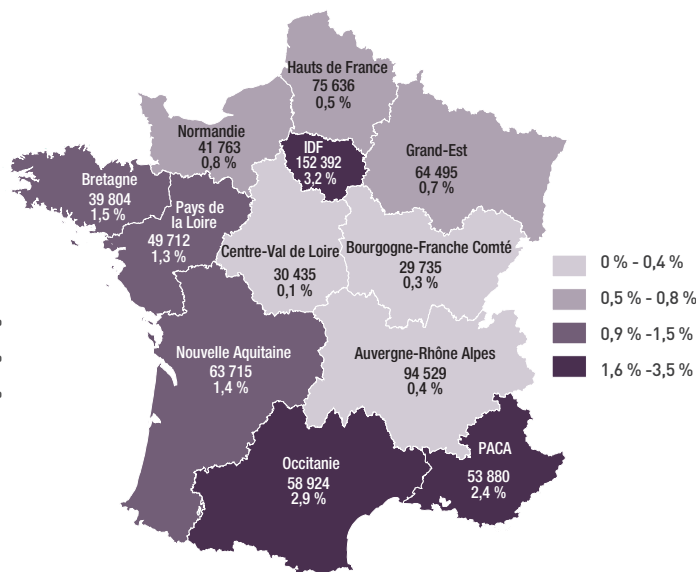 Hauts de France
75 636
0,5 %
Normandie
41 763
0,8 %
IDF
152 392
3,2 %
Grand-Est
64 495
0,7 %
Bretagne
39 804
1,5 %
Pays de
la Loire
49 712
1,3 %
Centre-Val de Loire
30 435
0,1 %
Bourgogne-Franche Comté
29 735
0,3 %
Nouvelle Aquitaine
63 715
1,4 %
Auvergne-Rhône Alpes
94 529
0,4 %
Occitanie
58 924
2,9 %
PACA
53 880
2,4 %
0 % - 0,4 %
0,5 % - 0,8 %
0,9 % -1,5 %
1,6 % -3,5 %